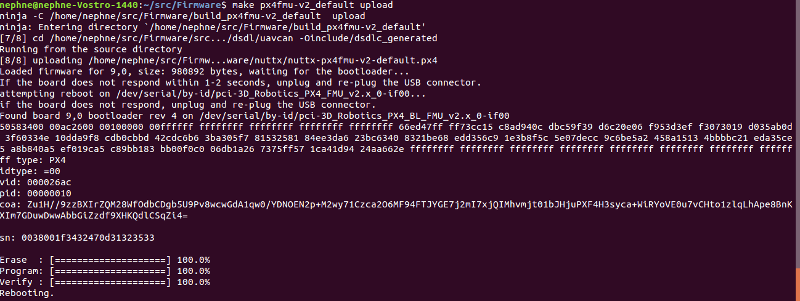 nephne@nephne-Vostro-1440:~/src/Firmware$ make px4fmu-v2_default upload
ninja -C /home/nephne/src/Firmware/build_px4fmu-v2_default  upload
ninja: Entering directory `/home/nephne/src/Firmware/build_px4fmu-v2_default'
[7/8] cd /home/nephne/src/Firmware/src.../dsdl/uavcan -Oinclude/dsdlc_generated
Running from the source directory
[8/8] uploading /home/nephne/src/Firmw...ware/nuttx/nuttx-px4fmu-v2-default.px4
Loaded firmware for 9,0, size: 980892 bytes, waiting for the bootloader...
If the board does not respond within 1-2 seconds, unplug and re-plug the USB connector.
attempting reboot on /dev/serial/by-id/pci-3D_Robotics_PX4_FMU_v2.x_0-if00...
if the board does not respond, unplug and re-plug the USB connector.
Found board 9,0 bootloader rev 4 on /dev/serial/by-id/pci-3D_Robotics_PX4_BL_FMU_v2.x_0-if00
50583400 00ac2600 00100000 00ffffff ffffffff ffffffff ffffffff ffffffff 66ed47ff ff73cc15 c8ad940c dbc59f39 d6c20e06 f953d3ef f3073019 d035ab0d 3f60334e 10dda9f8 cdb0cbbd 42cdc6b6 3ba305f7 81532581 84ee3da6 23bc6340 8321be68 edd356c9 1e3b8f5c 5e07decc 9c6be5a2 458a1513 4bbbbc21 eda35ce5 a8b840a5 ef019ca5 c89bb183 bb00f0c0 06db1a26 7375ff57 1ca41d94 24aa662e ffffffff ffffffff ffffffff ffffffff ffffffff ffffffff ffffffff ffffffff ffffff type: PX4
idtype: =00
vid: 000026ac
pid: 00000010
coa: Zu1H//9zzBXIrZQM28WfOdbCDgb5U9Pv8wcwGdA1qw0/YDNOEN2p+M2wy71Czca2O6MF94FTJYGE7j2mI7xjQIMhvmjt01bJHjuPXF4H3syca+WiRYoVE0u7vCHto1zlqLhApe8BnKXIm7GDuwDwwAbbGiZzdf9XHKQdlCSqZi4=
sn: 0038001f3432470d31323533
Erase  : [====================] 100.0%
Program: [====================] 100.0%
Verify : [====================] 100.0%
Rebooting.